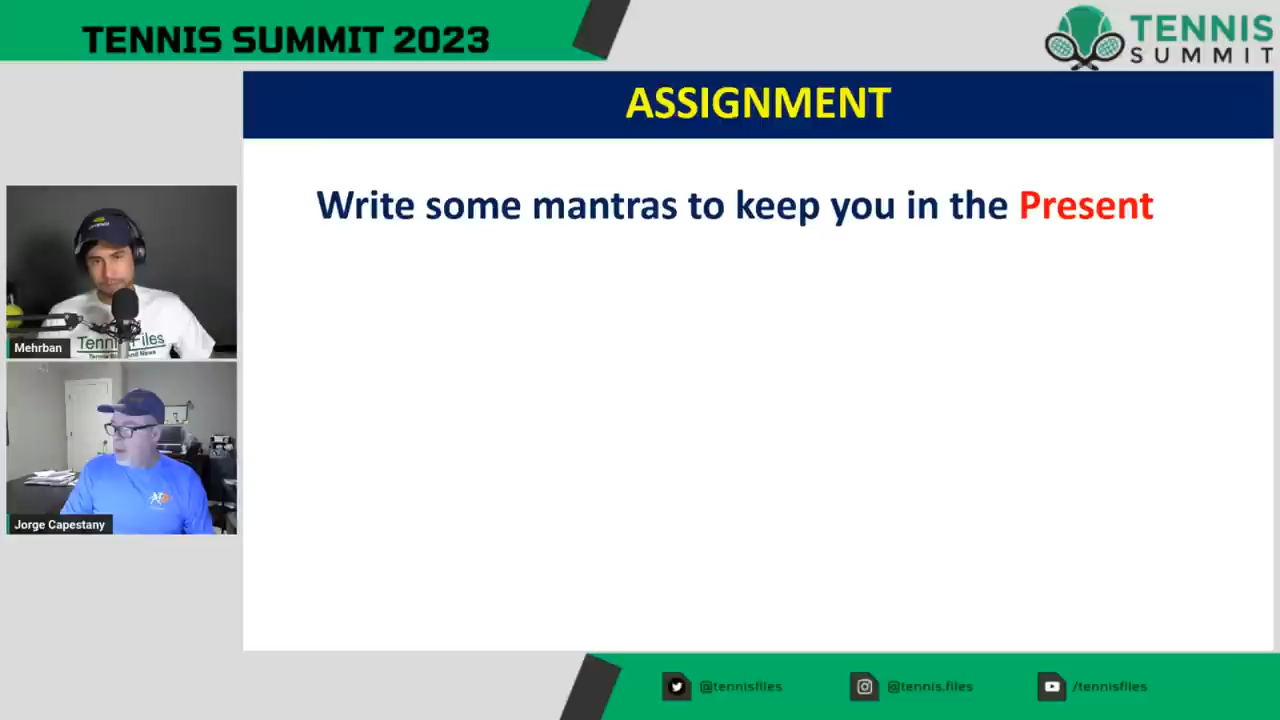 TENNIS SUMMIT 2023
TENNIS
SUMMIT
ASSIGNMENT
Write some mantras to keep you in the Present
Mehrban
Jorge Capestany
@tennisfiles
@tennis.files
/tennisfiles